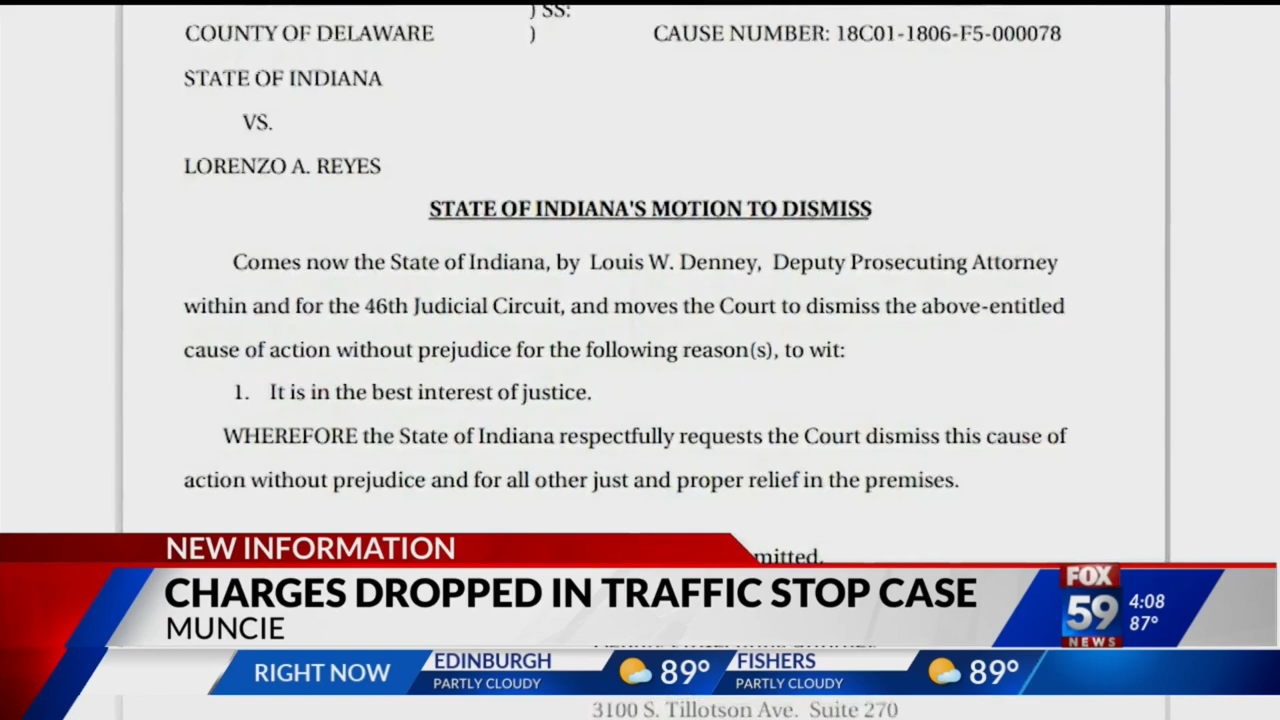 ) SS:
COUNTY OF DELAWARE ) CAUSE NUMBER: 18C01-1806-F5-000078
STATE OF INDIANA
VS.
LORENZO A. REYES
STATE OF INDIANA'S MOTION TO DISMISS
Comes now the State of Indiana, by Louis W. Denney, Deputy Prosecuting Attorney
within and for the 46th Judicial Circuit, and moves the Court to dismiss the above-entitled
cause of action without prejudice for the following reason(s), to wit:
1. It is in the best interest of justice.
WHEREFORE the State of Indiana respectfully requests the Court dismiss this cause of
action without prejudice and for all other just and proper relief in the premises.
mitted,
NEW INFORMATION
CHARGES DROPPED IN TRAFFIC STOP CASE
MUNCIE
FOX
59
NEWS
4:08
87°
RIGHT NOW
EDINBURGH
PARTLY CLOUDY
89°
FISHERS
PARTLY CLOUDY
89°
3100 S. Tillotson Ave. Suite 270